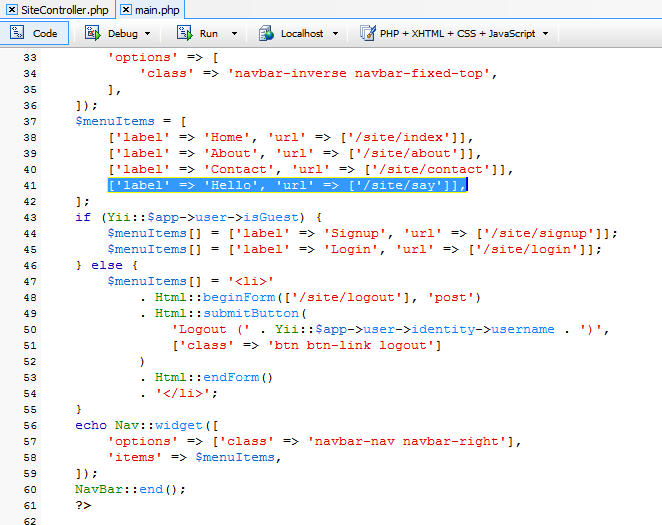 SiteController.php main.php
Code Debug Run Localhost PHP + XHTML + CSS + JavaScript
33 'options' => [
34 'class' => 'navbar-inverse navbar-fixed-top',
35 ],
36 ]);
37 $menuItems = [
38 ['label' => 'Home', 'url' => ['/site/index']],
39 ['label' => 'About', 'url' => ['/site/about']],
40 ['label' => 'Contact', 'url' => ['/site/contact']],
41 ['label' => 'Hello', 'url' => ['/site/say']],
42 ];
43 if (Yii::$app->user->isGuest) {
44 $menuItems[] = ['label' => 'Signup', 'url' => ['/site/signup']];
45 $menuItems[] = ['label' => 'Login', 'url' => ['/site/login']];
46 } else {
47 $menuItems[] = '<li>'
48 . Html::beginForm(['/site/logout'], 'post')
49 . Html::submitButton(
50 'Logout (' . Yii::$app->user->identity->username . ')',
51 ['class' => 'btn btn-link logout']
52 )
53 . Html::endForm()
54 . '</li>';
55 }
56 echo Nav::widget([
57 'options' => ['class' => 'navbar-nav navbar-right'],
58 'items' => $menuItems,
59 ]);
60 NavBar::end();
61 ?>
62